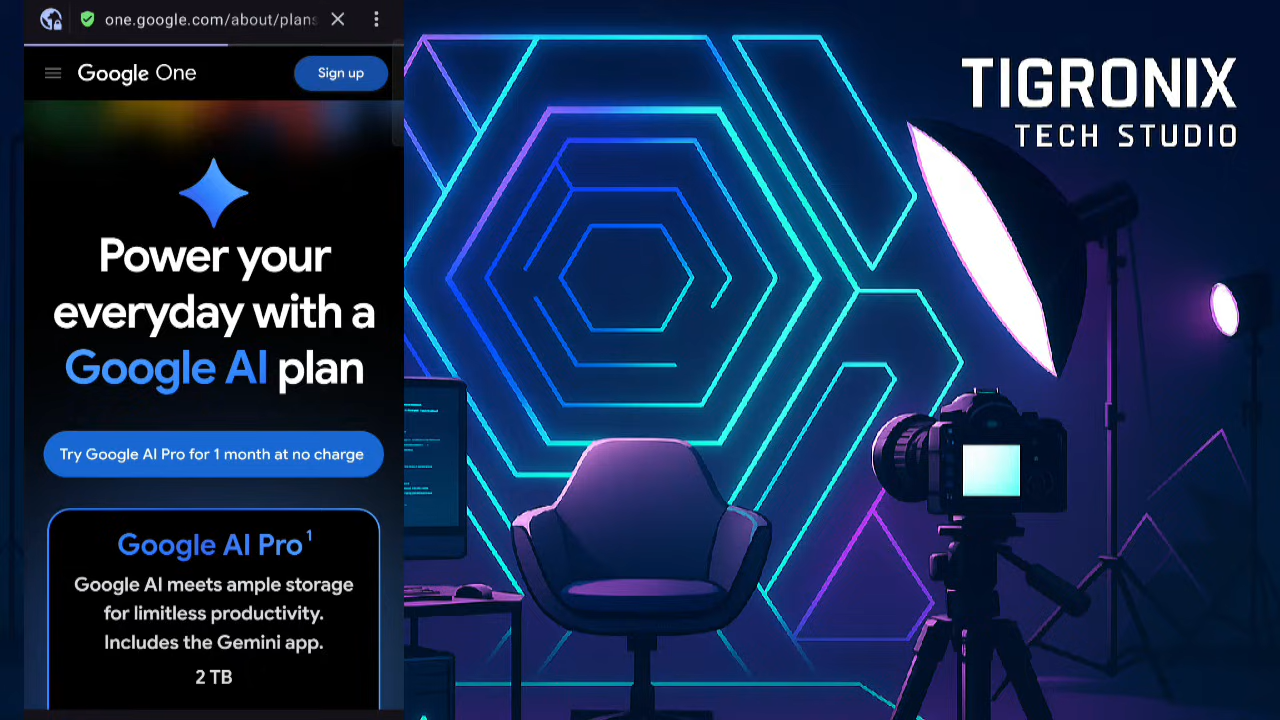 one.google.com/about/plans
Google One
Sign up
Power your
everyday with a
Google AI plan
Try Google AI Pro for 1 month at no charge
Google AI Pro¹
Google AI meets ample storage
for limitless productivity.
Includes the Gemini app.
2 TB
TIGRONIX
TECH STUDIO